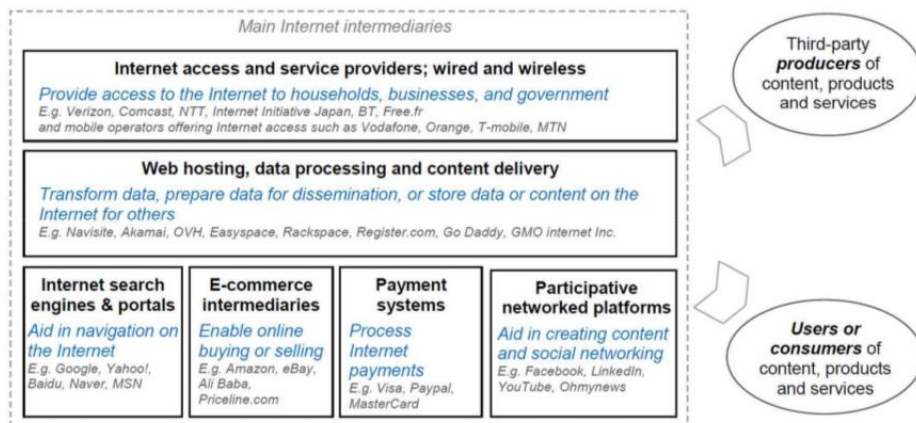 Main Internet intermediaries
Internet access and service providers; wired and wireless
Provide access to the Internet to households, businesses, and government
E.g. Verizon, Comcast, NTT, Internet Initiative Japan, BT, Free.fr
and mobile operators offering Internet access such as Vodafone, Orange, T-mobile, MTN
Web hosting, data processing and content delivery
Transform data, prepare data for dissemination, or store data or content on the
Internet for others
E.g. Navisite, Akamai, OVH, Easyspace, Rackspace, Register.com, Go Daddy, GMO internet Inc.
Internet search
engines & portals
Aid in navigation on
the Internet
E.g. Google, Yahoo!,
Baidu, Naver, MSN
E-commerce
intermediaries
Enable online
buying or selling
E.g. Amazon, eBay,
Ali Baba,
Priceline.com
Payment
systems
Process
Internet
payments
E.g. Visa, Paypal,
MasterCard
Participative
networked platforms
Aid in creating content
and social networking
E.g. Facebook, LinkedIn,
YouTube, Ohmynews
Third-party
producers of
content, products
and services
Users or
consumers of
content, products
and services